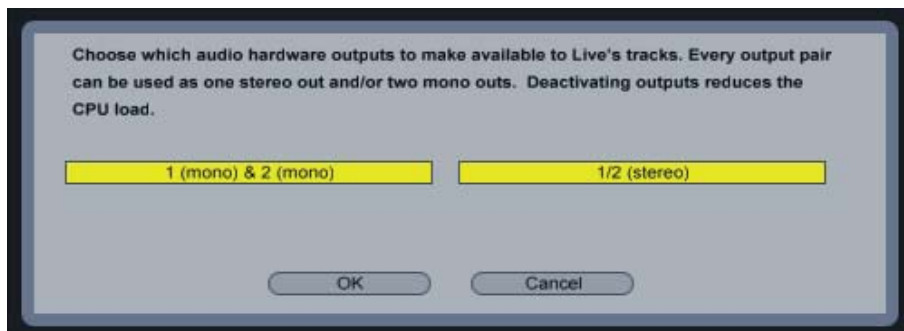 Choose which audio hardware outputs to make available to Live's tracks. Every output pair
can be used as one stereo out and/or two mono outs.  Deactivating outputs reduces the
CPU load.
1 (mono) & 2 (mono)
1/2 (stereo)
OK
Cancel